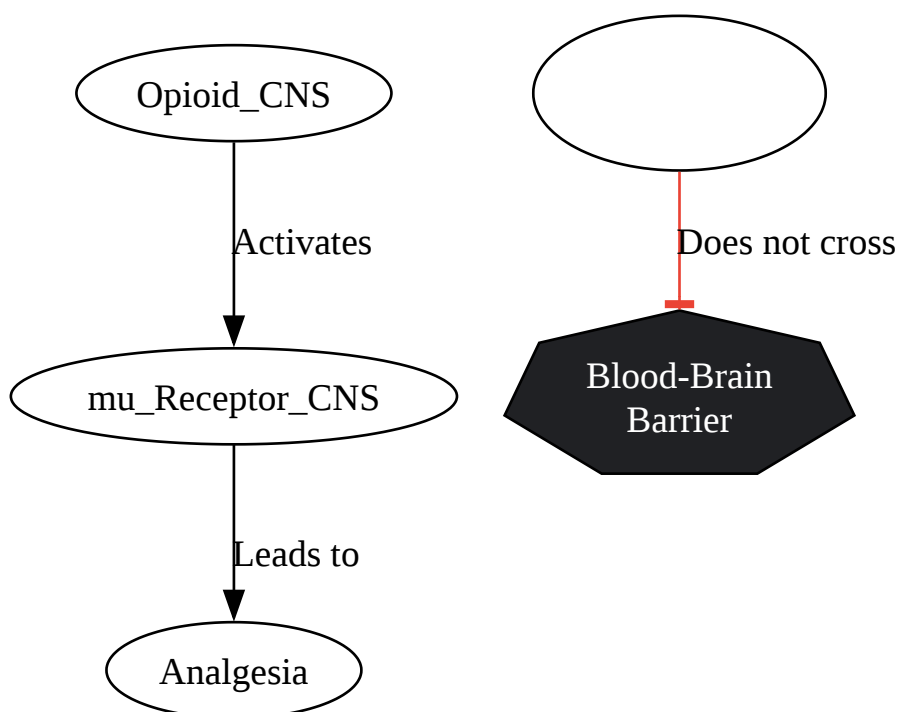 Opioid_CNS
Activates
Does not cross
mu_Receptor_CNS
Blood-Brain
Barrier
Leads to
Analgesia